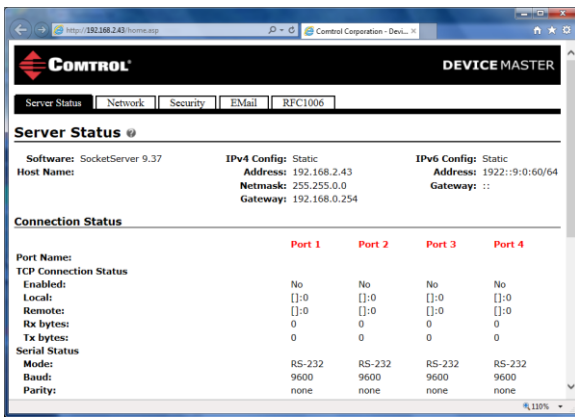 http://192.168.2.43/home.asp
Comtrol Corporation - Devi...
COMTROL®
DEVICEMASTER
Server Status Network Security EMail RFC1006
Server Status
Software: SocketServer 9.37 IPv4 Config: Static IPv6 Config: Static
Host Name: Address: 192.168.2.43 Address: 1922::9:0:60/64
Netmask: 255.255.0.0 Gateway: ::
Gateway: 192.168.0.254
Connection Status
Port 1 Port 2 Port 3 Port 4
Port Name:
TCP Connection Status
Enabled: No No No No
Local: []:0 []:0 []:0 []:0
Remote: []:0 []:0 []:0 []:0
Rx bytes: 0 0 0 0
Tx bytes: 0 0 0 0
Serial Status
Mode: RS-232 RS-232 RS-232 RS-232
Baud: 9600 9600 9600 9600
Parity: none none none none
110%